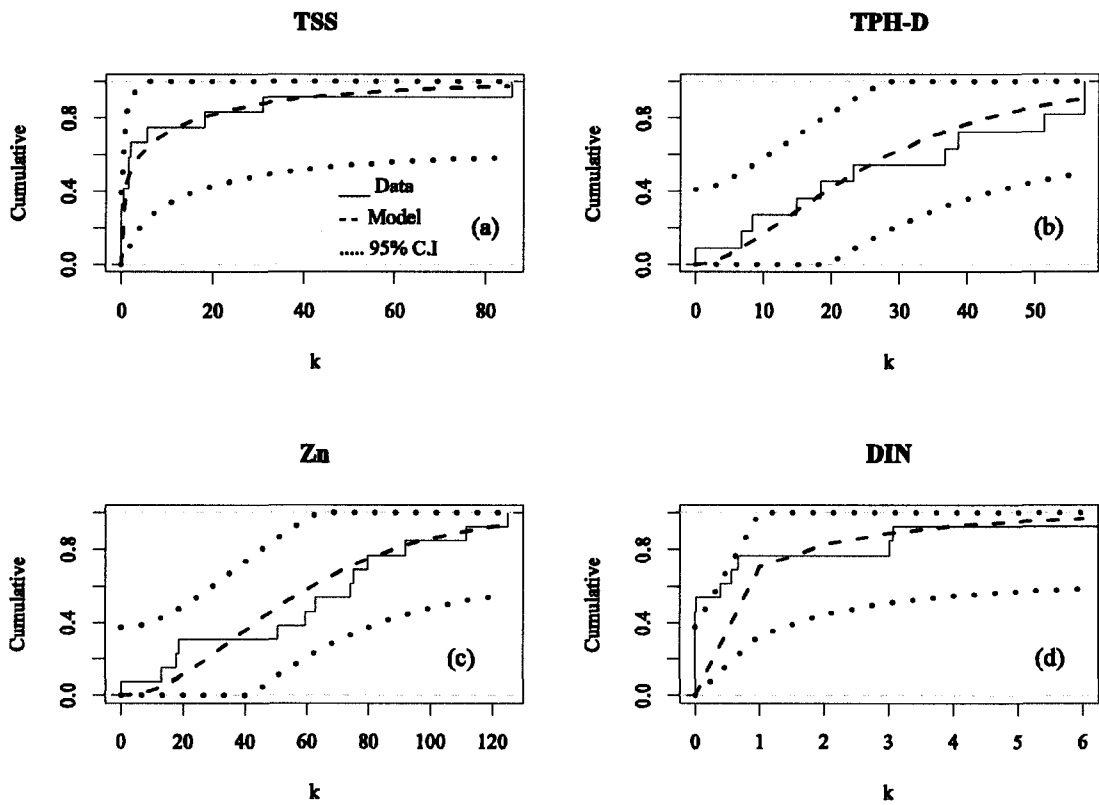 TSS
Cumulative
0.0 0.4 0.8
Data
Model
95% C.I
(a)
0 20 40 60 80
k
TPH-D
Cumulative
0.0 0.4 0.8
(b)
0 10 20 30 40 50
k
Zn
Cumulative
0.0 0.4 0.8
(c)
0 20 40 60 80 100 120
k
DIN
Cumulative
0.0 0.4 0.8
(d)
0 1 2 3 4 5 6
k